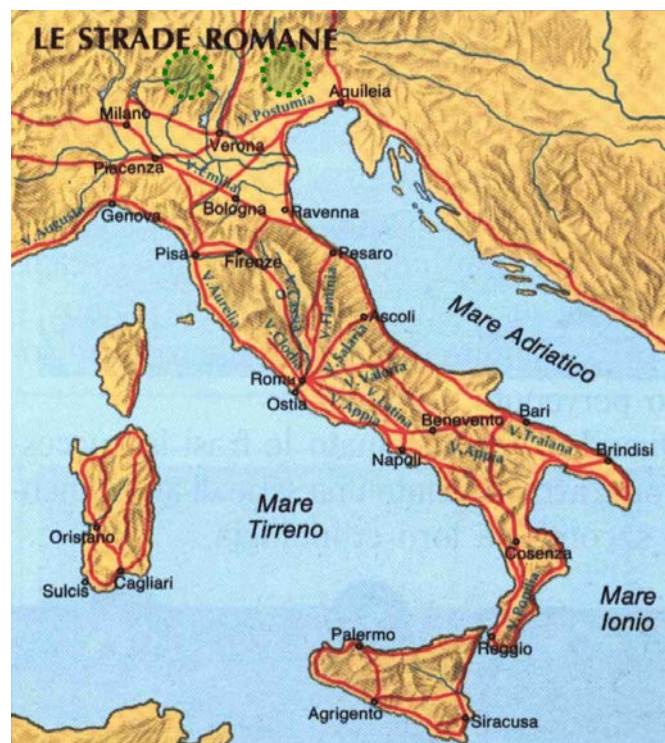 LE STRADE ROMANE
Aquileia
V. Postumia
Milano
Verona
Piacenza
V. Emilia
Bologna
Ravenna
Genova
V. Augusta
Pisa
Firenze
Pesaro
V. Cassia
V. Flaminia
V. Aurelia
Ascoli
Mare Adriatico
V. Clodia
V. Salaria
V. Valeria
Roma
Ostia
V. Latina
V. Appia
Benevento
Bari
V. Traiana
Napoli
V. Appia
Brindisi
Mare
Tirreno
Oristano
Cosenza
Sulcis
Cagliari
V. Popilia
Mare
Ionio
Palermo
Reggio
Agrigento
Siracusa